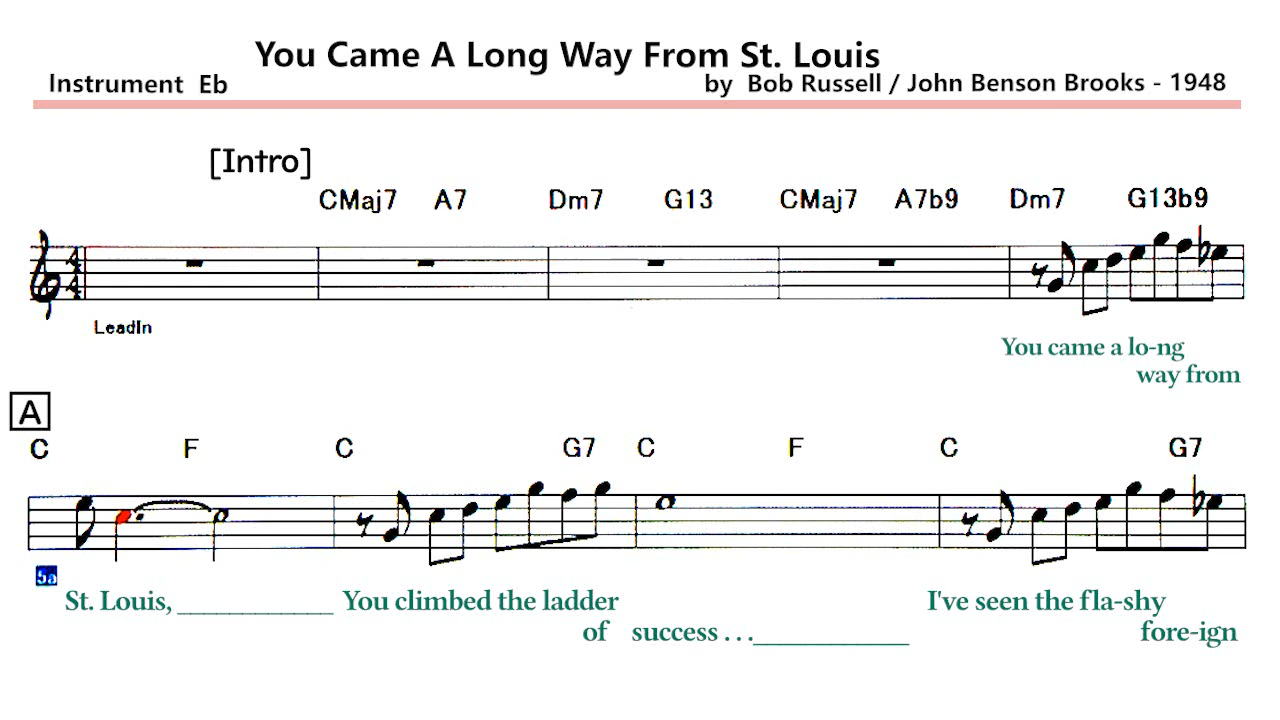 You Came A Long Way From St. Louis
Instrument Eb by Bob Russell / John Benson Brooks - 1948
[Intro]
CMaj7 A7 Dm7 G13 CMaj7 A7b9 Dm7 G13b9
4
4
LeadIn
You came a lo-ng
way from
A
C F C G7 C F C G7
St. Louis, ____________ You climbed the ladder I've seen the fla-shy
of success . . .____________ fore-ign